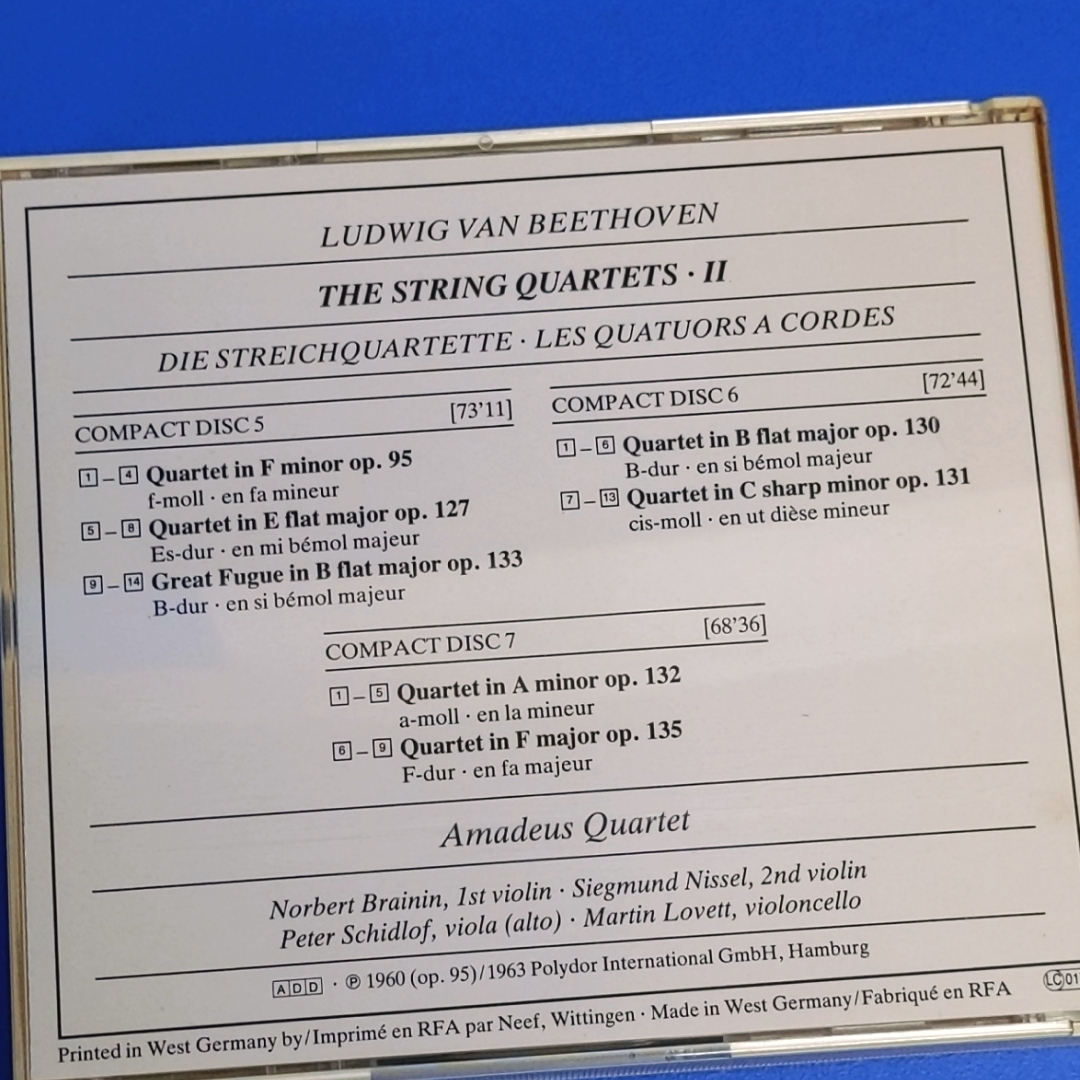 LUDWIG VAN BEETHOVEN
THE STRING QUARTETS · II
DIE STREICHQUARTETTE · LES QUATUORS A CORDES
COMPACT DISC 5 [73'11]
1 – 4 Quartet in F minor op. 95
f-moll · en fa mineur
5 – 8 Quartet in E flat major op. 127
Es-dur · en mi bémol majeur
9 – 14 Great Fugue in B flat major op. 133
B-dur · en si bémol majeur
COMPACT DISC 6 [72'44]
1 – 6 Quartet in B flat major op. 130
B-dur · en si bémol majeur
7 – 13 Quartet in C sharp minor op. 131
cis-moll · en ut dièse mineur
COMPACT DISC 7 [68'36]
1 – 5 Quartet in A minor op. 132
a-moll · en la mineur
6 – 9 Quartet in F major op. 135
F-dur · en fa majeur
Amadeus Quartet
Norbert Brainin, 1st violin · Siegmund Nissel, 2nd violin
Peter Schidlof, viola (alto) · Martin Lovett, violoncello
ADD · ℗ 1960 (op. 95)/1963 Polydor International GmbH, Hamburg
Printed in West Germany by/Imprimé en RFA par Neef, Wittingen · Made in West Germany/Fabriqué en RFA
LC 01